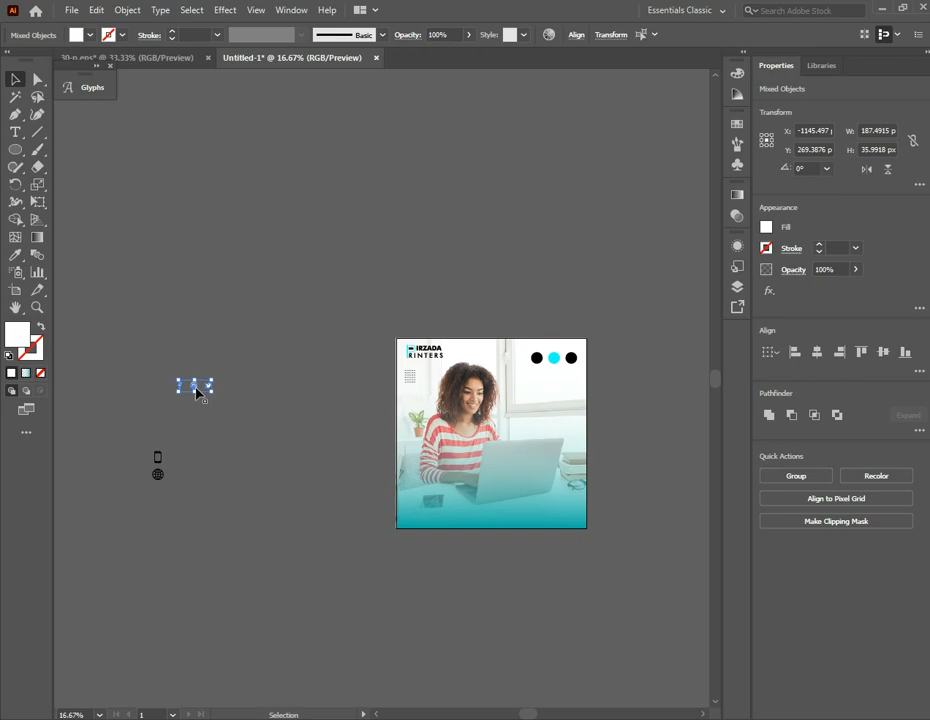 Ai File Edit Object Type Select Effect View Window Help Essentials Classic Search Adobe Stock
Mixed Objects Stroke: Basic Opacity: 100% Style: Align Transform
30-p.eps* @ 33.33% (RGB/Preview) × Untitled-1* @ 16.67% (RGB/Preview) ×
Glyphs
IRZADA
RINTERS
Properties Libraries
Mixed Objects
Transform
X: -1145.497 W: 187.4915 p
Y: 269.3876 p H: 35.9918 px
0°
Appearance
Fill
Stroke
Opacity 100%
fx.
Align
Pathfinder
Expand
Quick Actions
Group Recolor
Align to Pixel Grid
Make Clipping Mask
16.67% 1 Selection